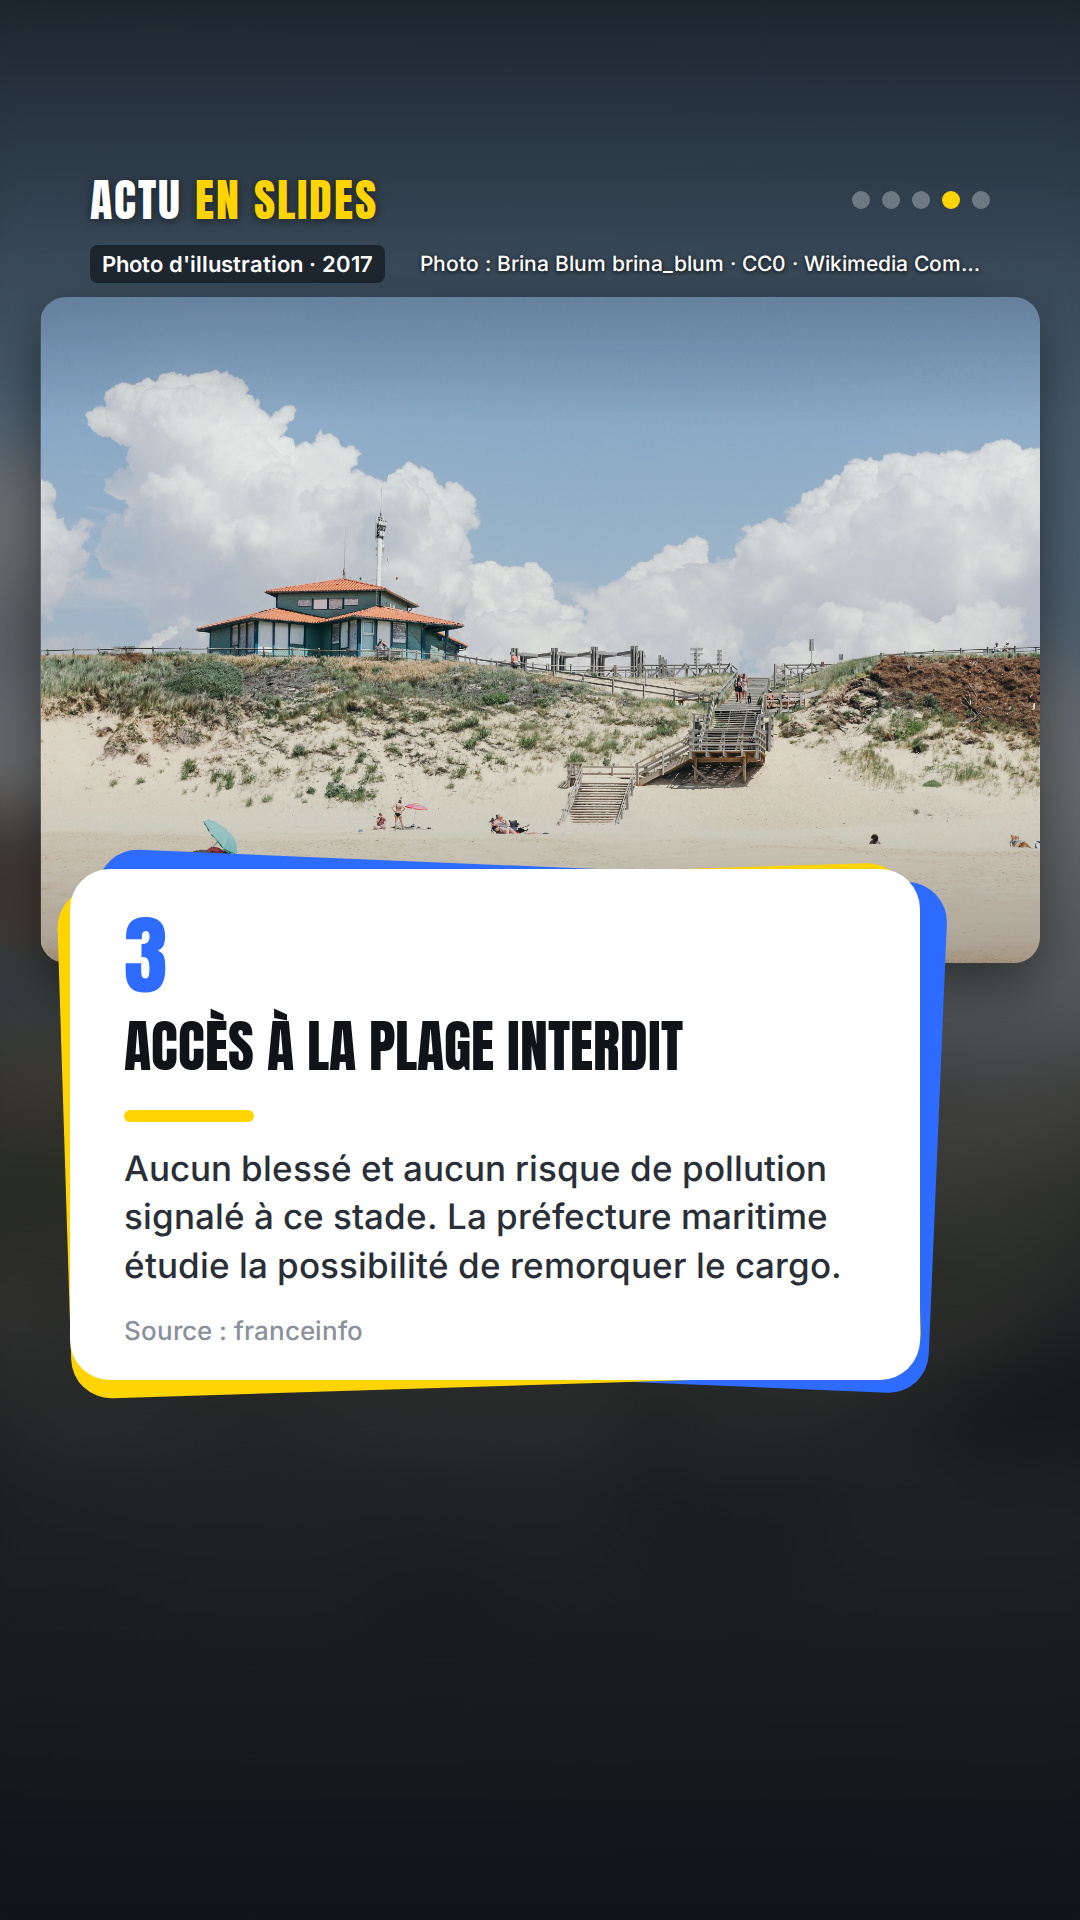 ACTU EN SLIDES
Photo d'illustration · 2017
Photo : Brina Blum brina_blum · CC0 · Wikimedia Com...
3
ACCÈS À LA PLAGE INTERDIT
Aucun blessé et aucun risque de pollution
signalé à ce stade. La préfecture maritime
étudie la possibilité de remorquer le cargo.
Source : franceinfo